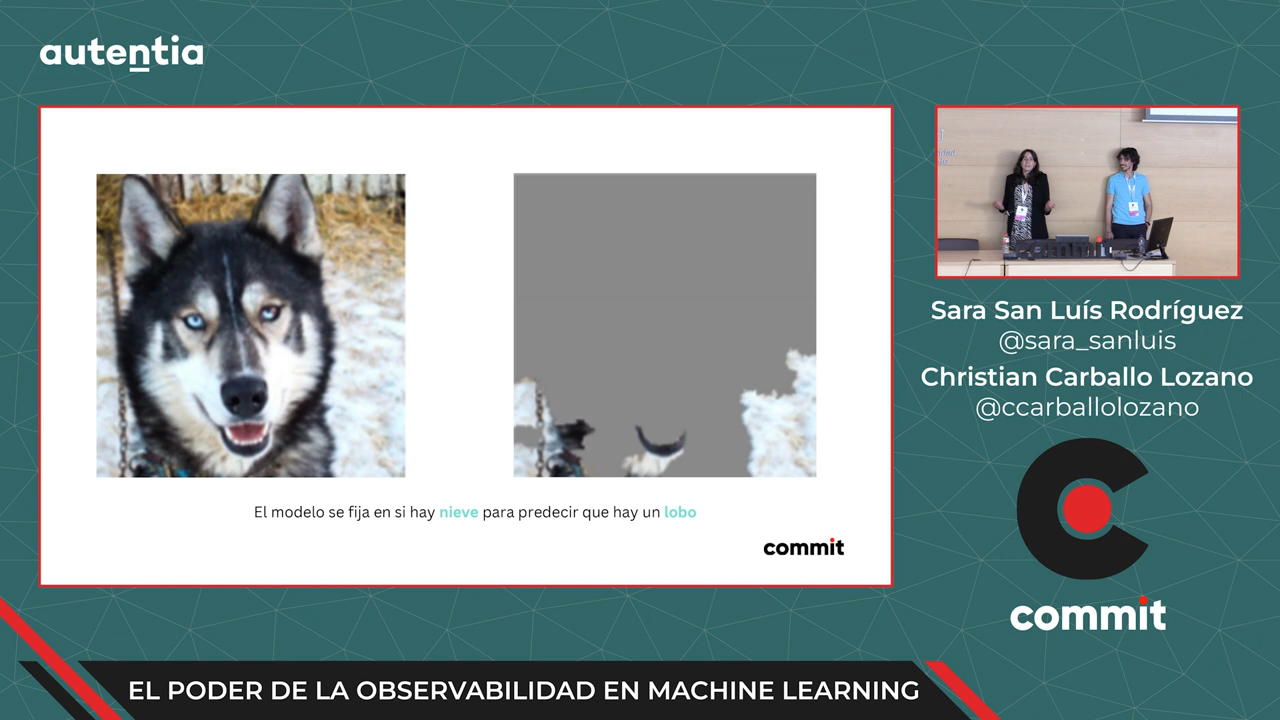 autentia
El modelo se fija en si hay nieve para predecir que hay un lobo
commit
Sara San Luís Rodríguez
@sara_sanluis
Christian Carballo Lozano
@ccarballolozano
commit
EL PODER DE LA OBSERVABILIDAD EN MACHINE LEARNING